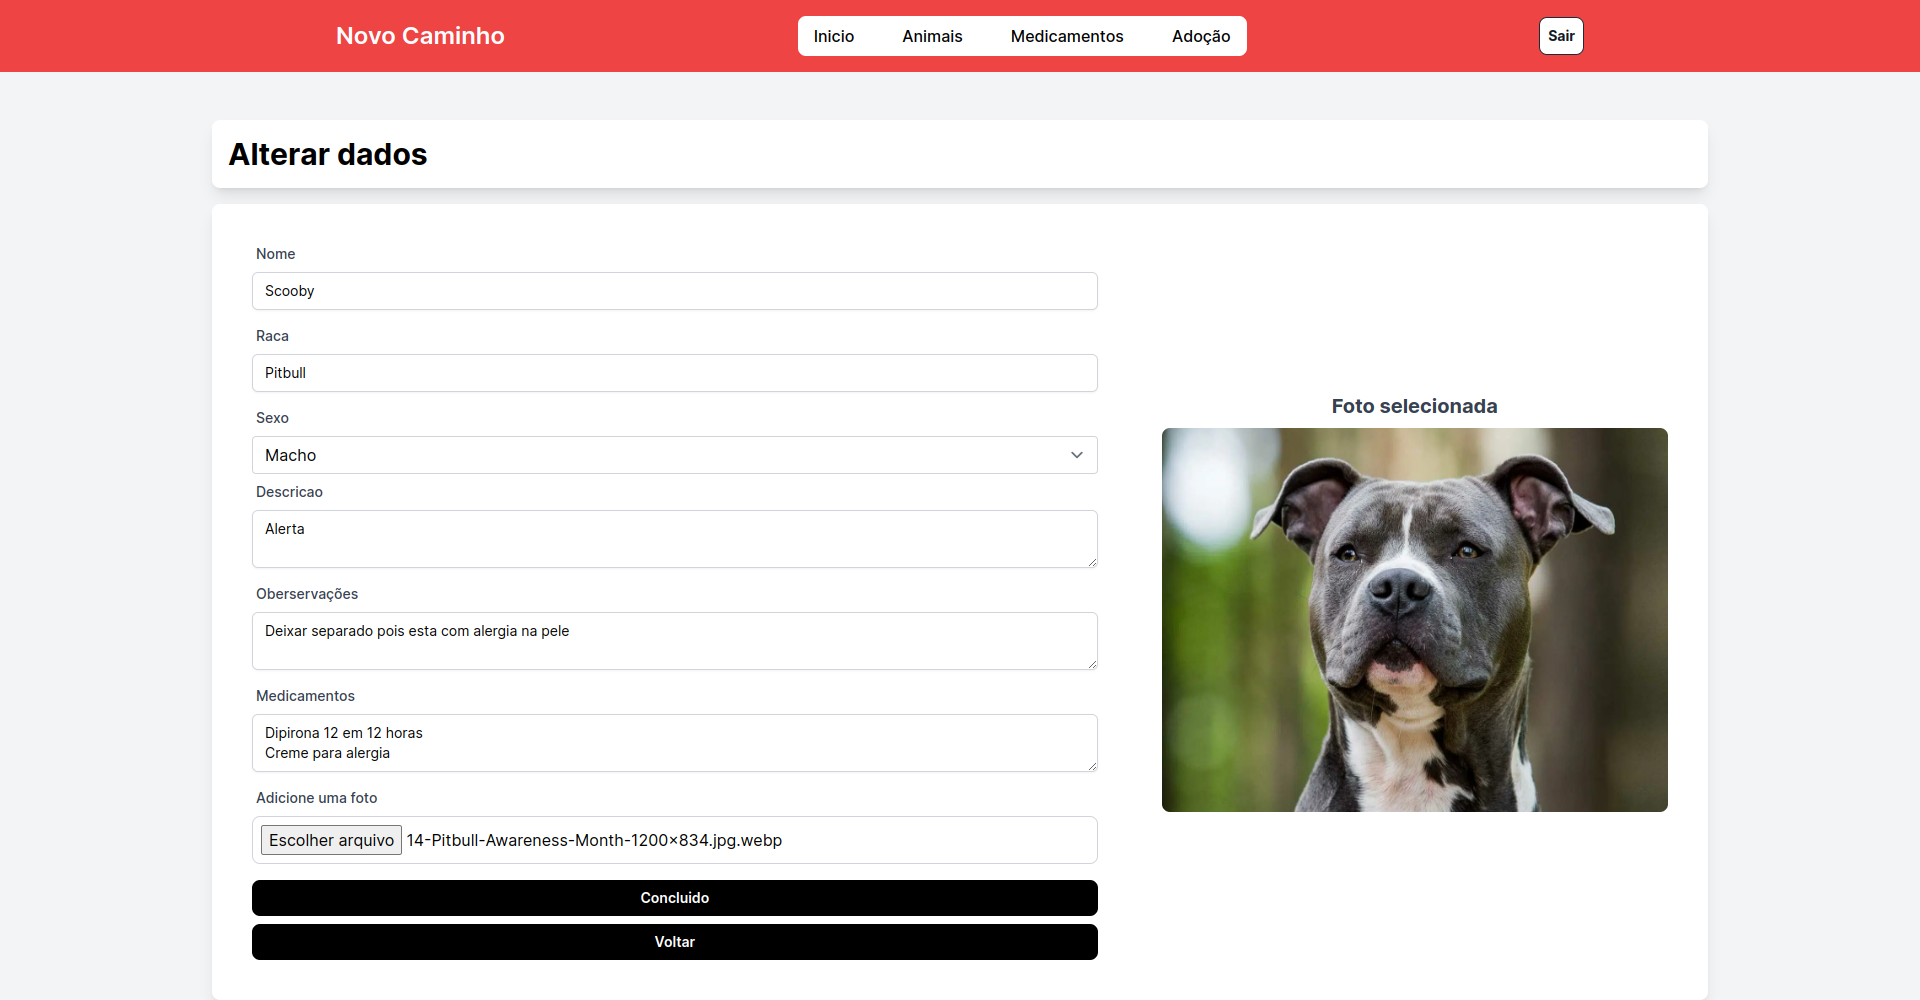 Novo Caminho
Inicio Animais Medicamentos Adoção
Sair
Alterar dados
Nome
Scooby
Raca
Pitbull
Sexo
Macho
Descricao
Alerta
Oberservações
Deixar separado pois esta com alergia na pele
Medicamentos
Dipirona 12 em 12 horas
Creme para alergia
Adicione uma foto
Escolher arquivo 14-Pitbull-Awareness-Month-1200x834.jpg.webp
Concluido
Voltar
Foto selecionada